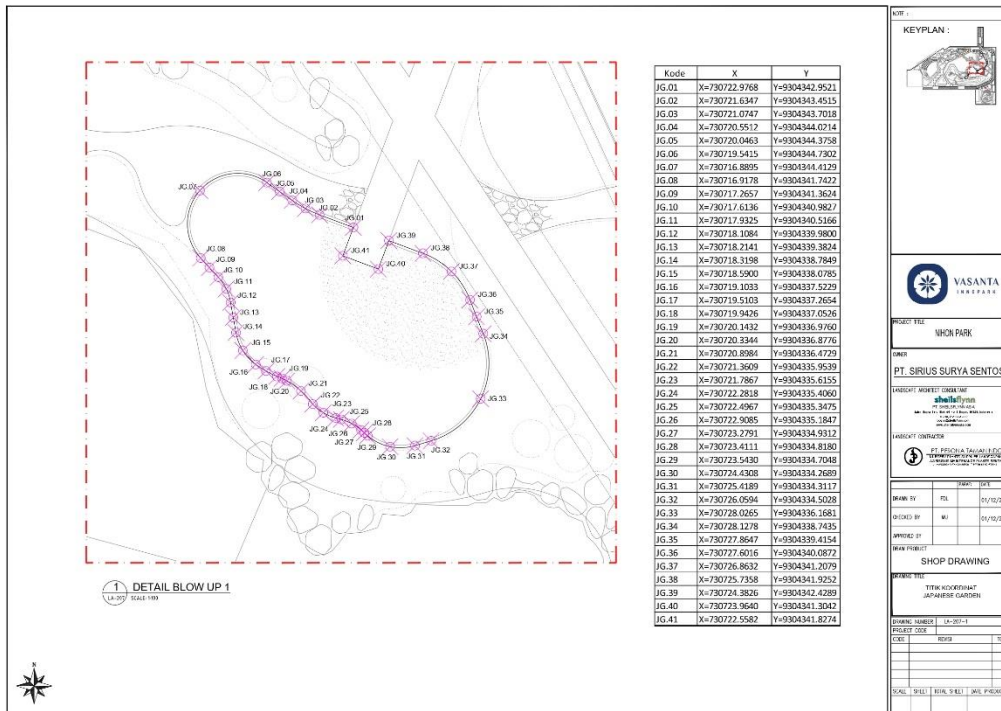 NOTE :
KEYPLAN :
Kode X Y
JG.01 X=730722.9768 Y=9304342.9521
JG.02 X=730721.6347 Y=9304343.4515
JG.03 X=730721.0747 Y=9304343.7018
JG.04 X=730720.5512 Y=9304344.0214
JG.05 X=730720.0463 Y=9304344.3758
JG.06 X=730719.5415 Y=9304344.7302
JG.07 X=730716.8895 Y=9304344.4129
JG.08 X=730716.9178 Y=9304341.7422
JG.09 X=730717.2657 Y=9304341.3624
JG.10 X=730717.6136 Y=9304340.9827
JG.11 X=730717.9325 Y=9304340.5166
JG.12 X=730718.1084 Y=9304339.9800
JG.13 X=730718.2141 Y=9304339.3824
JG.14 X=730718.3198 Y=9304338.7849
JG.15 X=730718.5900 Y=9304338.0785
JG.16 X=730719.1033 Y=9304337.5229
JG.17 X=730719.5103 Y=9304337.2654
JG.18 X=730719.9426 Y=9304337.0526
JG.19 X=730720.1432 Y=9304336.9760
JG.20 X=730720.3344 Y=9304336.8776
JG.21 X=730720.8984 Y=9304336.4729
JG.22 X=730721.3609 Y=9304335.9539
JG.23 X=730721.7867 Y=9304335.6155
JG.24 X=730722.2818 Y=9304335.4060
JG.25 X=730722.4967 Y=9304335.3475
JG.26 X=730722.9085 Y=9304335.1847
JG.27 X=730723.2791 Y=9304334.9312
JG.28 X=730723.4111 Y=9304334.8180
JG.29 X=730723.5430 Y=9304334.7048
JG.30 X=730724.4308 Y=9304334.2689
JG.31 X=730725.4189 Y=9304334.3117
JG.32 X=730726.0594 Y=9304334.5028
JG.33 X=730728.0265 Y=9304336.1681
JG.34 X=730728.1278 Y=9304338.7435
JG.35 X=730727.8647 Y=9304339.4154
JG.36 X=730727.6016 Y=9304340.0872
JG.37 X=730726.8632 Y=9304341.2079
JG.38 X=730725.7358 Y=9304341.9252
JG.39 X=730724.3826 Y=9304342.4289
JG.40 X=730723.9640 Y=9304341.3042
JG.41 X=730722.5582 Y=9304341.8274
JG.06
JG.05
JG.07
JG.04
JG.03
JG.02
JG.01
JG.39
JG.41
JG.38
JG.08
JG.40
JG.09
JG.37
JG.10
JG.11
JG.12
JG.36
JG.13
JG.35
JG.14
JG.34
JG.15
JG.17
JG.16
JG.19
JG.18
JG.20
JG.21
JG.22
JG.33
JG.23
JG.24
JG.25
JG.26
JG.28
JG.27
JG.29
JG.32
JG.30
JG.31
1 DETAIL BLOW UP 1
N
VASANTA
INNOPARK
PROJECT TITLE
NIHON PARK
OWNER
PT. SIRIUS SURYA SENTOS
LANDSCAPE ARCHITECT CONSULTANT
sheilsflynn
LANDSCAPE CONTRACTOR
DATE
DRAWN BY
01/12/2
CHECKED BY
WJ
01/12/2
APPROVED BY
SHOP DRAWING
DRAWING TITLE
TITIK KOORDINAT
JAPANESE GARDEN
DRAWING NUMBER LA-207-1
PROJECT CODE
SCALE SHEET TOTAL SHEET